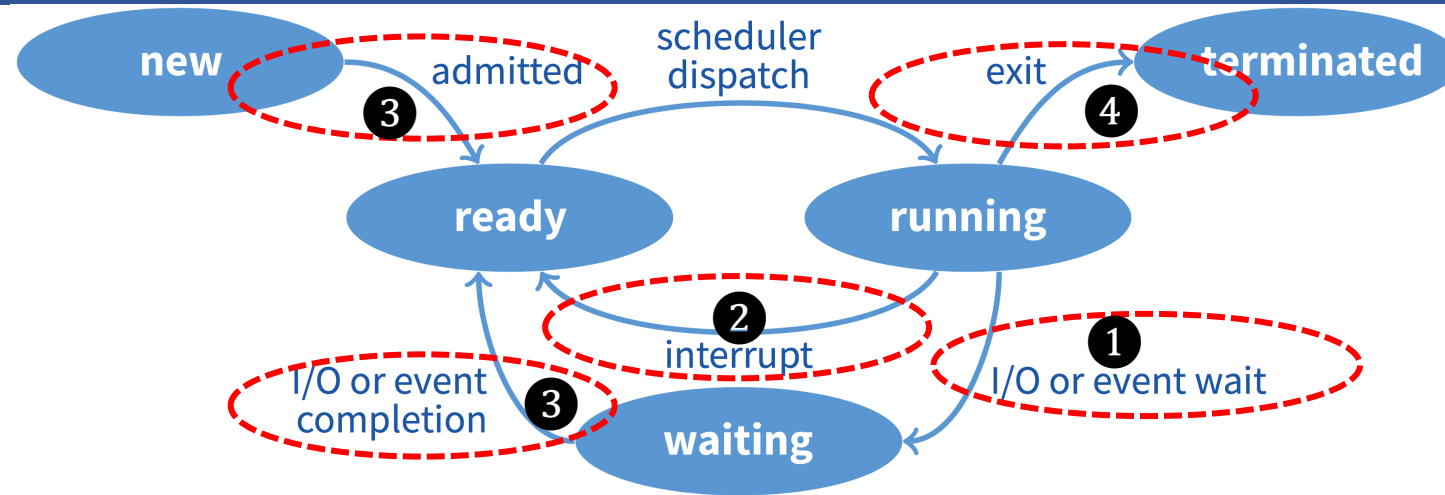 new
admitted
3
scheduler
dispatch
exit
4
terminated
ready
running
2
interrupt
1
I/O or event wait
I/O or event
completion
3
waiting